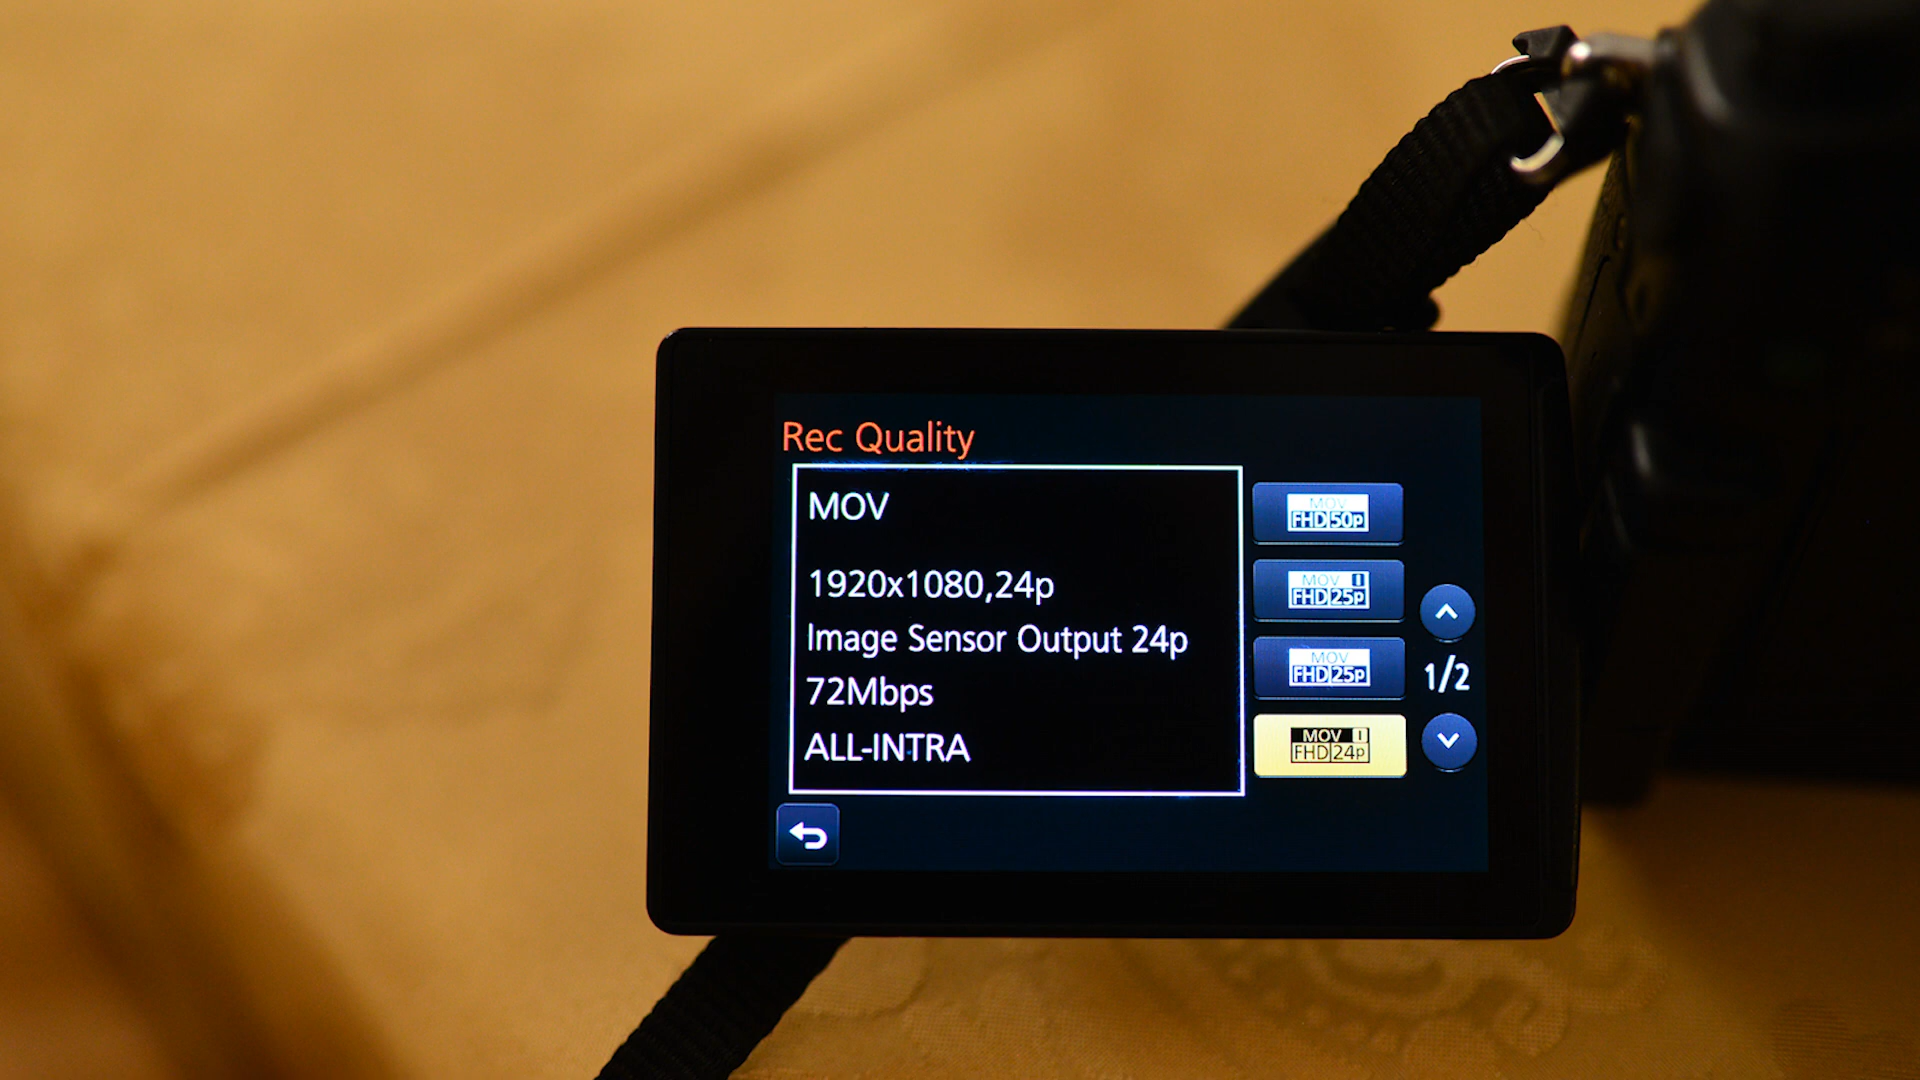 Rec Quality
MOV
1920x1080,24p
Image Sensor Output 24p
72Mbps
ALL-INTRA
MOV
FHD 50p
MOV I
FHD 25p
MOV
FHD 25p
MOV I
FHD 24p
1/2